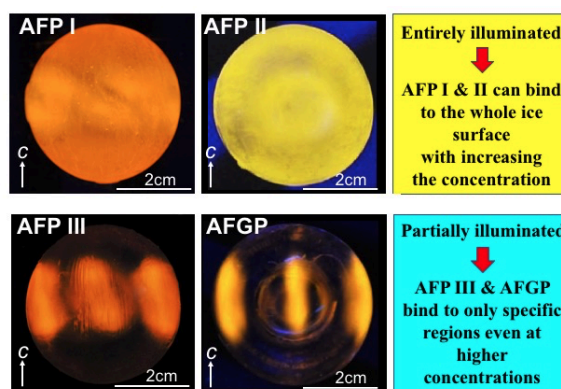 AFP I
C
2cm
AFP II
C
2cm
Entirely illuminated
AFP I & II can bind
to the whole ice
surface
with increasing
the concentration
AFP III
C
2cm
AFGP
C
2cm
Partially illuminated
AFP III & AFGP
bind to only specific
regions even at
higher
concentrations